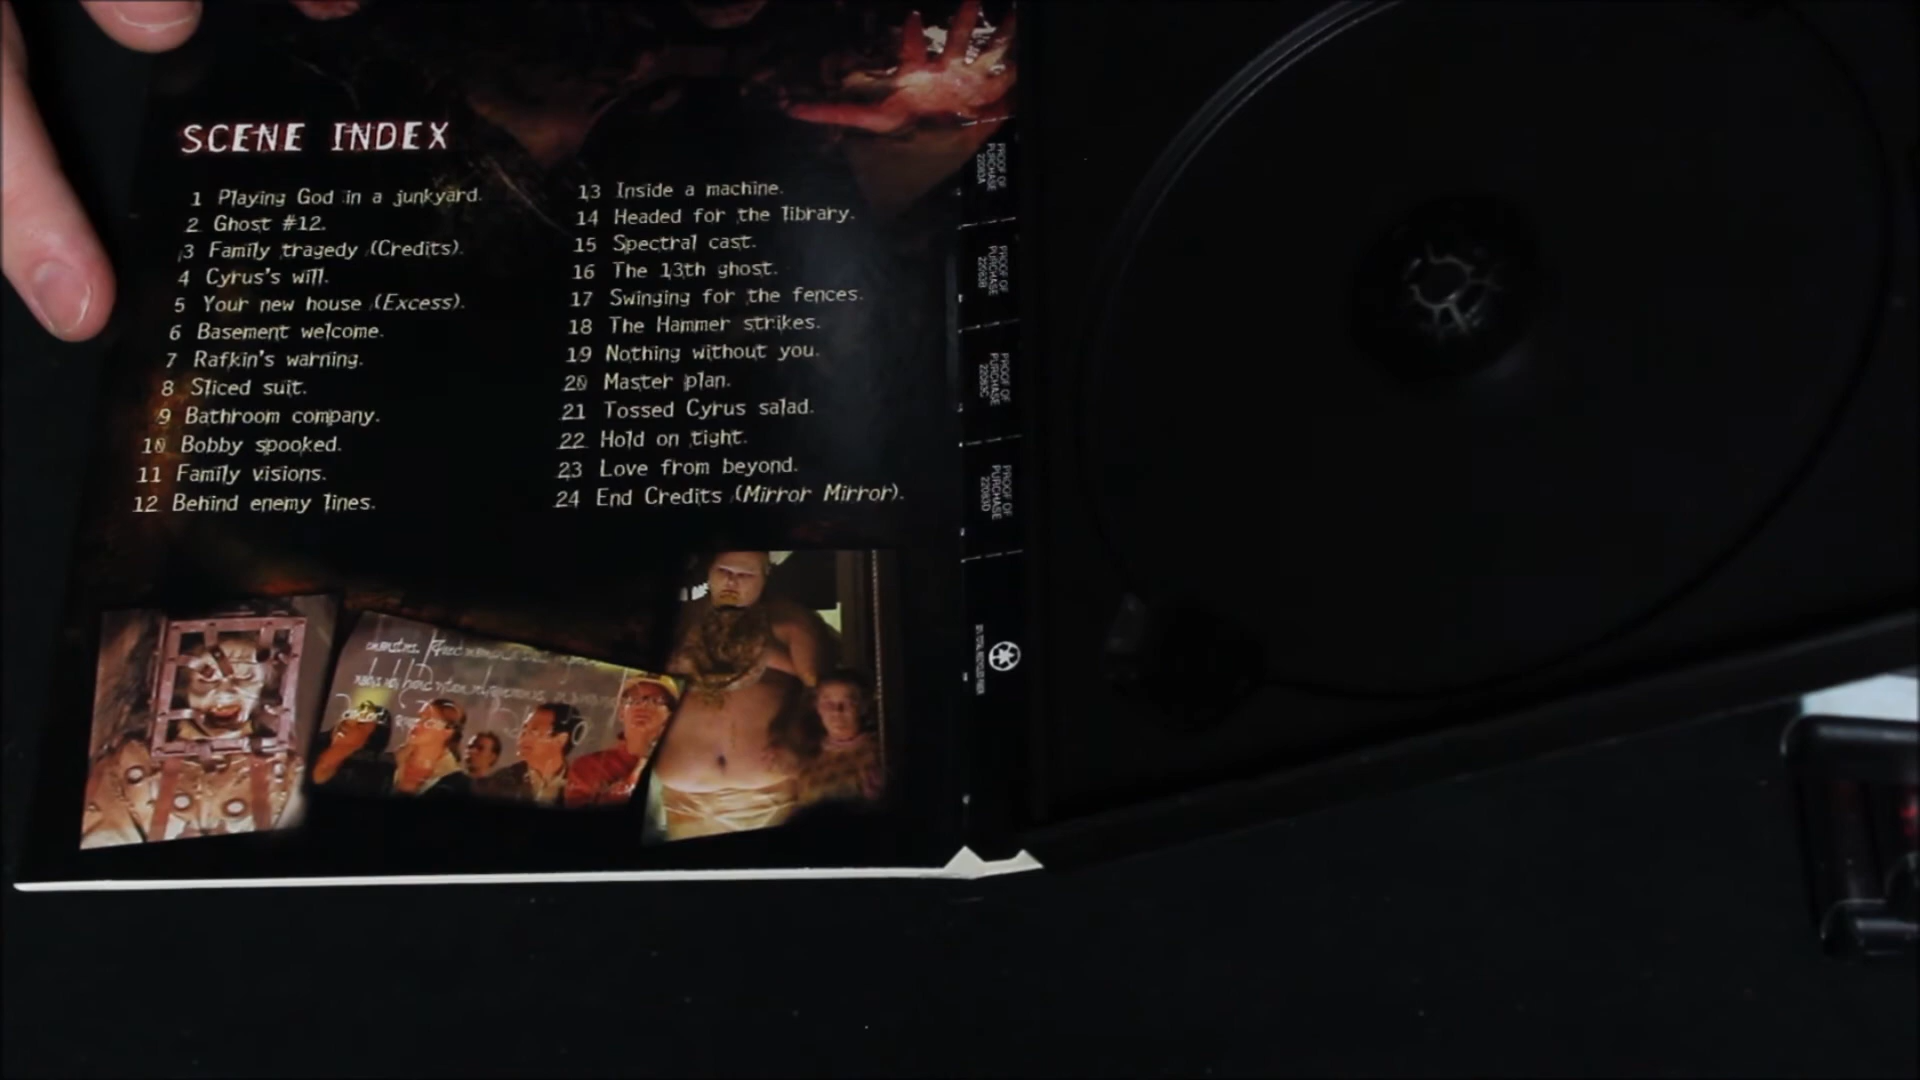 SCENE INDEX
1 Playing God in a junkyard.
2 Ghost #12.
3 Family tragedy (Credits).
4 Cyrus's will.
5 Your new house (Excess).
6 Basement welcome.
7 Rafkin's warning.
8 Sliced suit.
9 Bathroom company.
10 Bobby spooked.
11 Family visions.
12 Behind enemy lines.
13 Inside a machine.
14 Headed for the library.
15 Spectral cast.
16 The 13th ghost.
17 Swinging for the fences.
18 The Hammer strikes.
19 Nothing without you.
20 Master plan.
21 Tossed Cyrus salad.
22 Hold on tight.
23 Love from beyond.
24 End Credits (Mirror Mirror).
PROOF OF
PURCHASE
PROOF OF
PURCHASE
PROOF OF
PURCHASE
PROOF OF
PURCHASE